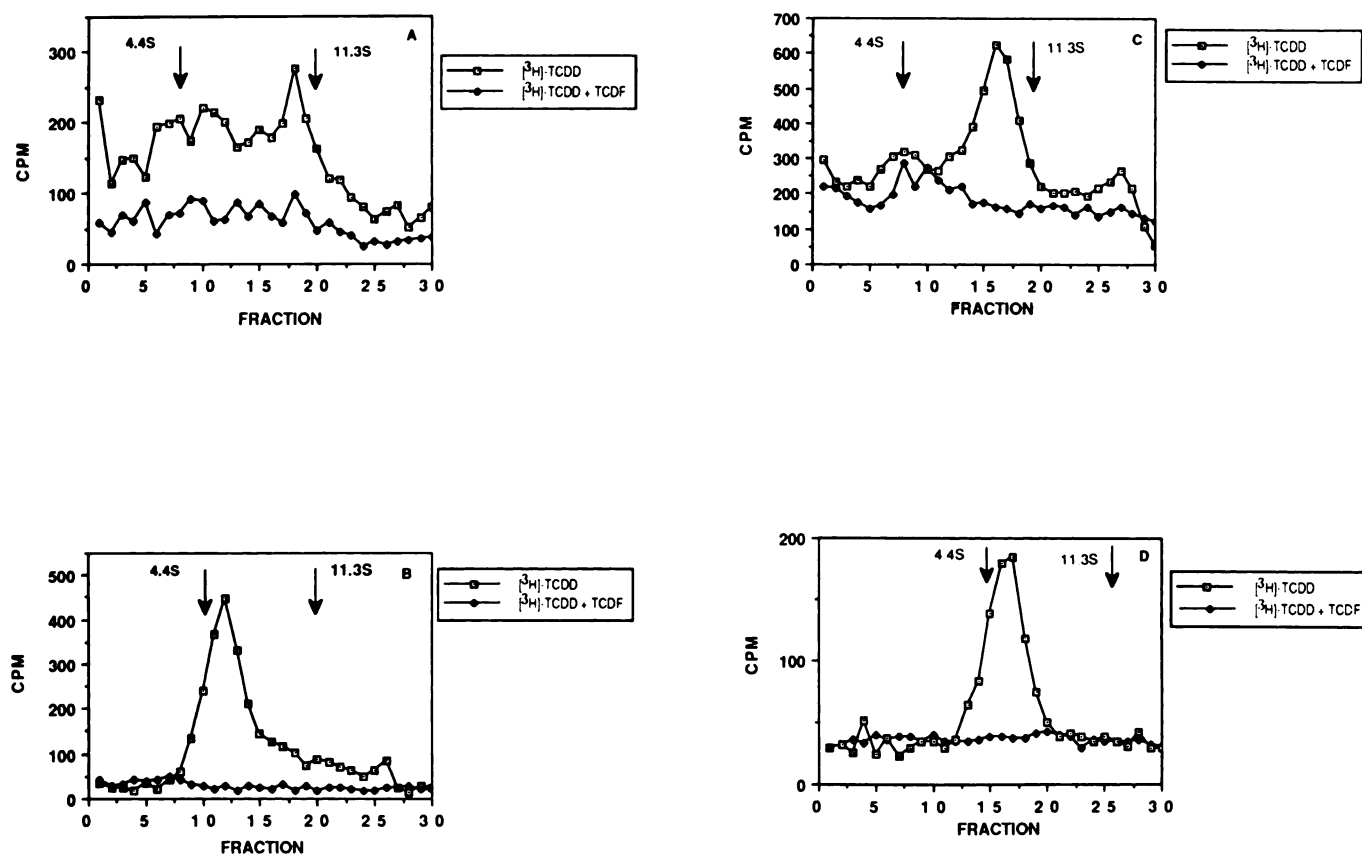 A
4.4S
11.3S
300
200
100
0
CPM
0 5 10 15 20 25 30
FRACTION
[3H]-TCDD
[3H]-TCDD + TCDF
C
4 4S
11 3S
700
600
500
400
300
200
100
0
CPM
0 5 10 15 20 25 30
FRACTION
[3H]-TCDD
[3H]-TCDD + TCDF
B
4.4S
11.3S
500
400
300
200
100
0
CPM
0 5 10 15 20 25 30
FRACTION
[3H]-TCDD
[3H]-TCDD + TCDF
D
4 4S
11 3S
200
100
0
CPM
0 5 10 15 20 25 30
FRACTION
[3H]-TCDD
[3H]-TCDD + TCDF